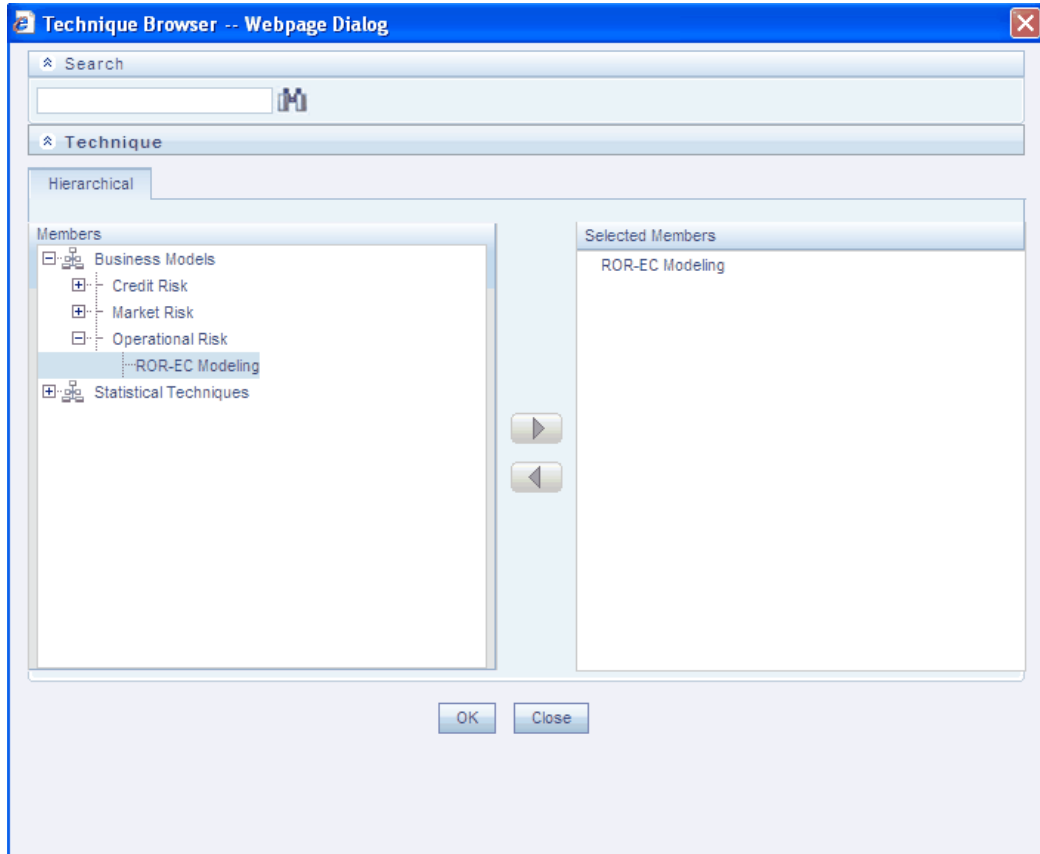 Technique Browser -- Webpage Dialog
Search
Technique
Hierarchical
Members
Business Models
Credit Risk
Market Risk
Operational Risk
ROR-EC Modeling
Statistical Techniques
Selected Members
ROR-EC Modeling
OK Close